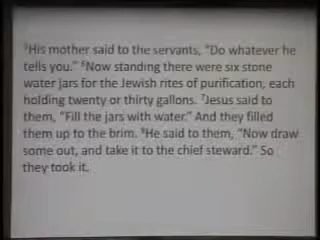 ⁵His mother said to the servants, "Do whatever he
tells you." ⁶Now standing there were six stone
water jars for the Jewish rites of purification, each
holding twenty or thirty gallons. ⁷Jesus said to
them, "Fill the jars with water." And they filled
them up to the brim. ⁸He said to them, "Now draw
some out, and take it to the chief steward." So
they took it.